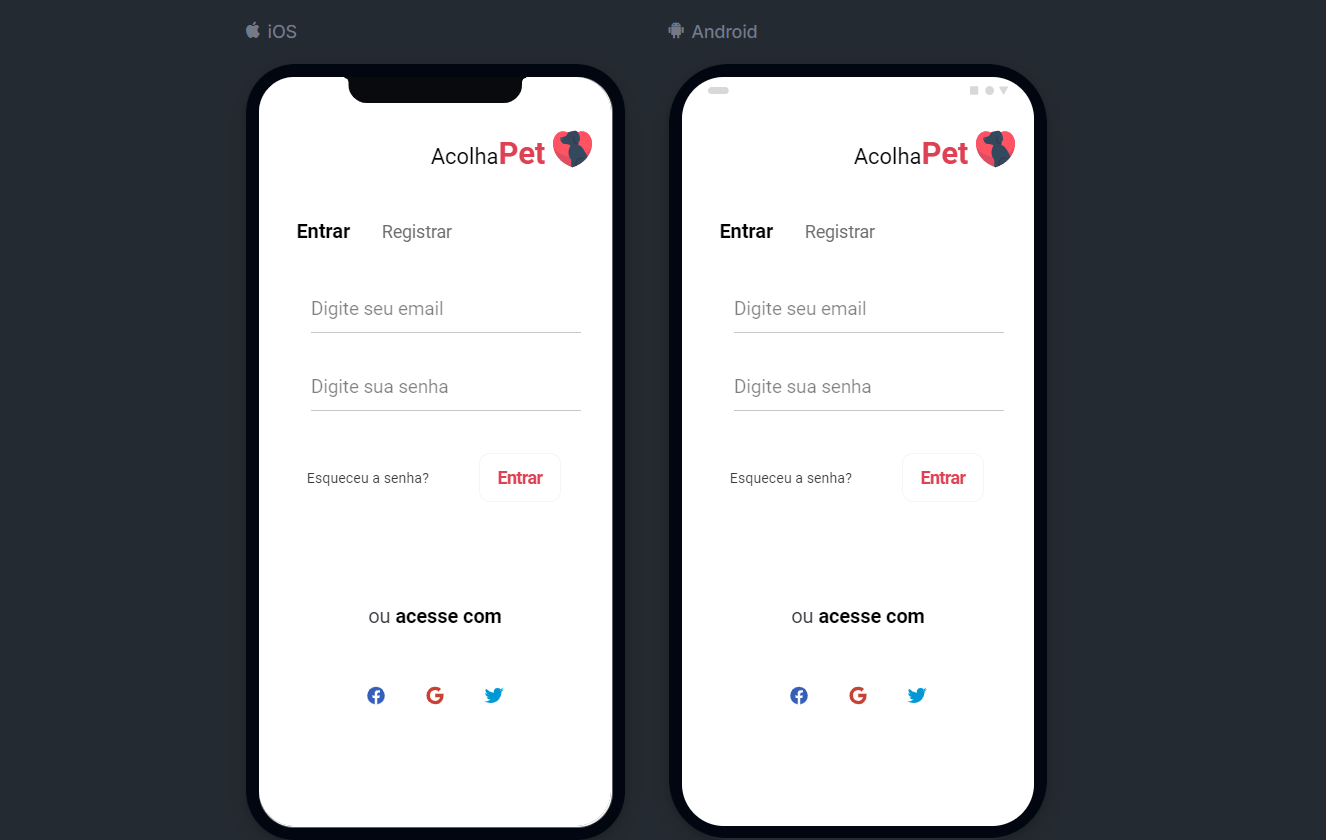 iOS
AcolhaPet
Entrar Registrar
Digite seu email
Digite sua senha
Esqueceu a senha? Entrar
ou acesse com
Android
AcolhaPet
Entrar Registrar
Digite seu email
Digite sua senha
Esqueceu a senha? Entrar
ou acesse com